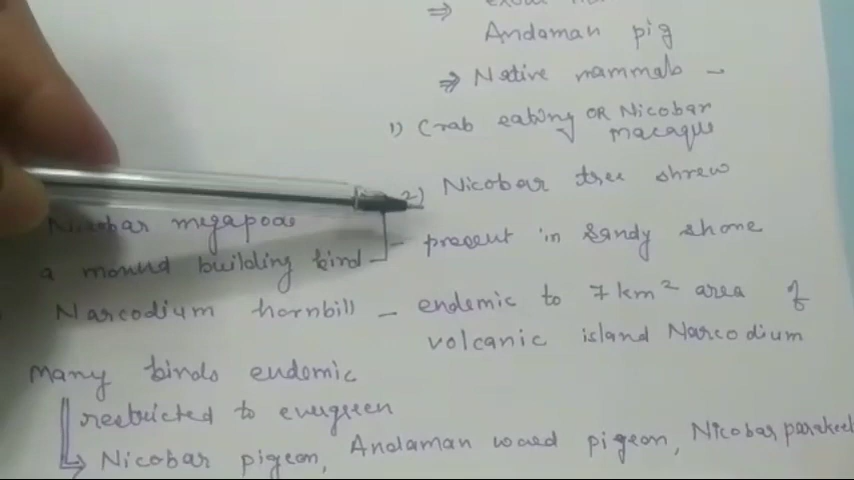 ⇒
Andaman pig
⇒ Native mammals -
1) Crab eating OR Nicobar
macaque
2) Nicobar tree shrew
Nicobar megapode
a mound building bird - present in sandy shore
Narcodium hornbill - endemic to 7 km² area of
volcanic island Narcodium
Many birds endemic
restricted to evergreen
Nicobar pigeon, Andaman wood pigeon, Nicobar parakeet